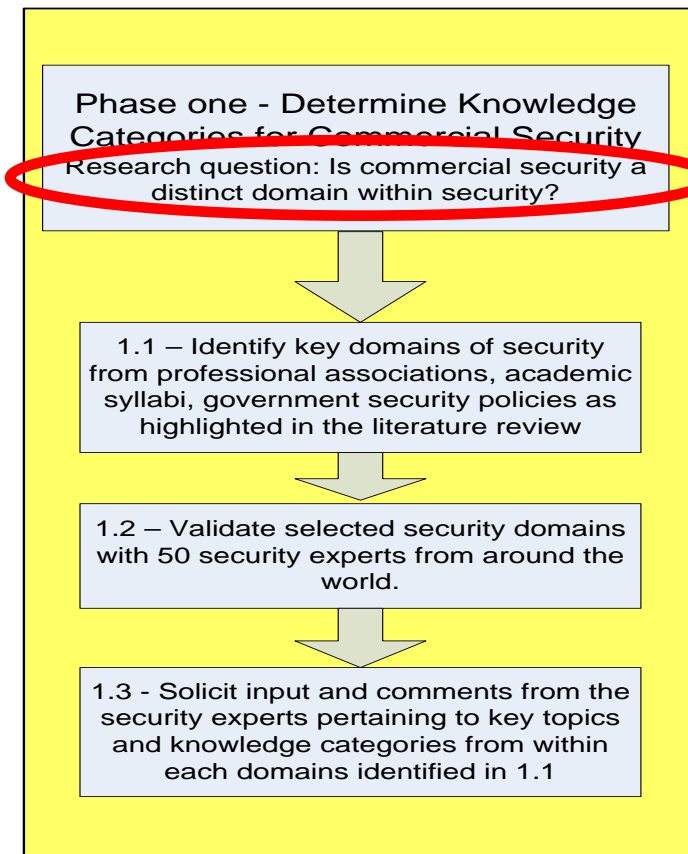 Phase one - Determine Knowledge
Categories for Commercial Security
Research question: Is commercial security a
distinct domain within security?
1.1 – Identify key domains of security
from professional associations, academic
syllabi, government security policies as
highlighted in the literature review
1.2 – Validate selected security domains
with 50 security experts from around the
world.
1.3 - Solicit input and comments from the
security experts pertaining to key topics
and knowledge categories from within
each domains identified in 1.1